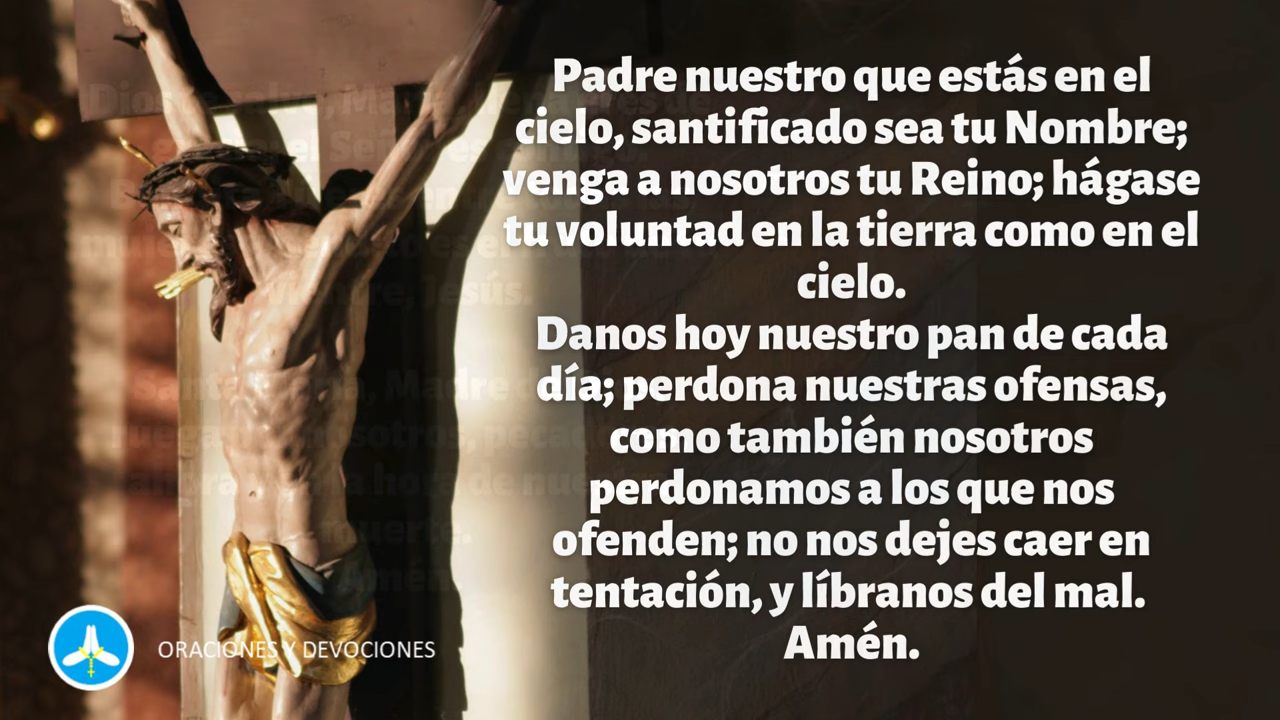 Padre nuestro que estás en el
cielo, santificado sea tu Nombre;
venga a nosotros tu Reino; hágase
tu voluntad en la tierra como en el
cielo.
Danos hoy nuestro pan de cada
día; perdona nuestras ofensas,
como también nosotros
perdonamos a los que nos
ofenden; no nos dejes caer en
tentación, y líbranos del mal.
Amén.
ORACIONES Y DEVOCIONES